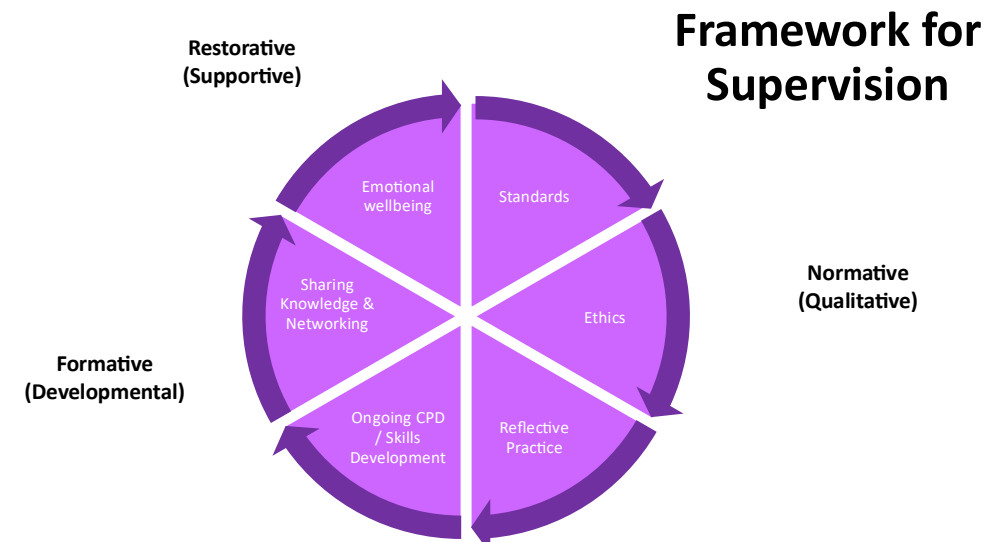 Framework for
Supervision
Restorative
(Supportive)
Emotional
wellbeing
Standards
Normative
(Qualitative)
Sharing
Knowledge &
Networking
Ethics
Formative
(Developmental)
Ongoing CPD
/ Skills
Development
Reflective
Practice